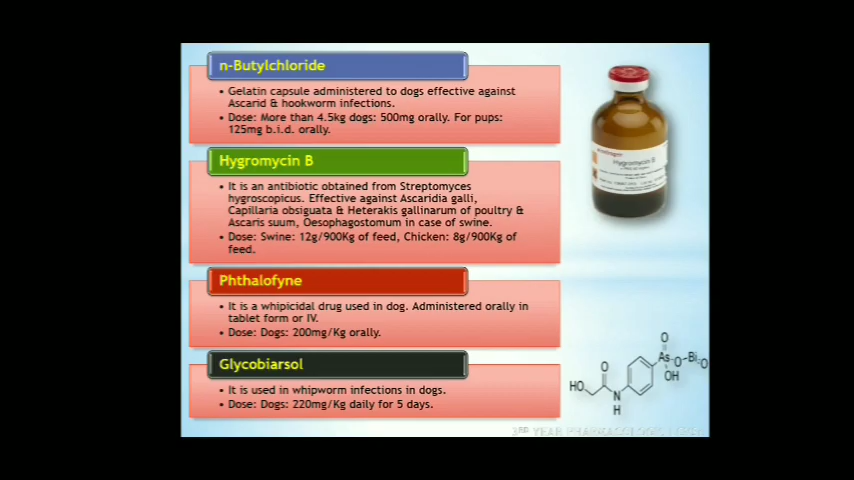 n-Butylchloride
• Gelatin capsule administered to dogs effective against
Ascarid & hookworm infections.
• Dose: More than 4.5kg dogs: 500mg orally. For pups:
125mg b.i.d. orally.
Hygromycin B
• It is an antibiotic obtained from Streptomyces
hygroscopicus. Effective against Ascaridia galli,
Capillaria obsiguata & Heterakis gallinarum of poultry &
Ascaris suum, Oesophagostomum in case of swine.
• Dose: Swine: 12g/900Kg of feed, Chicken: 8g/900Kg of
feed.
Phthalofyne
• It is a whipicidal drug used in dog. Administered orally in
tablet form or IV.
• Dose: Dogs: 200mg/Kg orally.
Glycobiarsol
• It is used in whipworm infections in dogs.
• Dose: Dogs: 220mg/Kg daily for 5 days.
Hygromycin B
O
O
As
O
Bi
O
HO
OH
N
H
3RD YEAR PHARMACOLOGY,